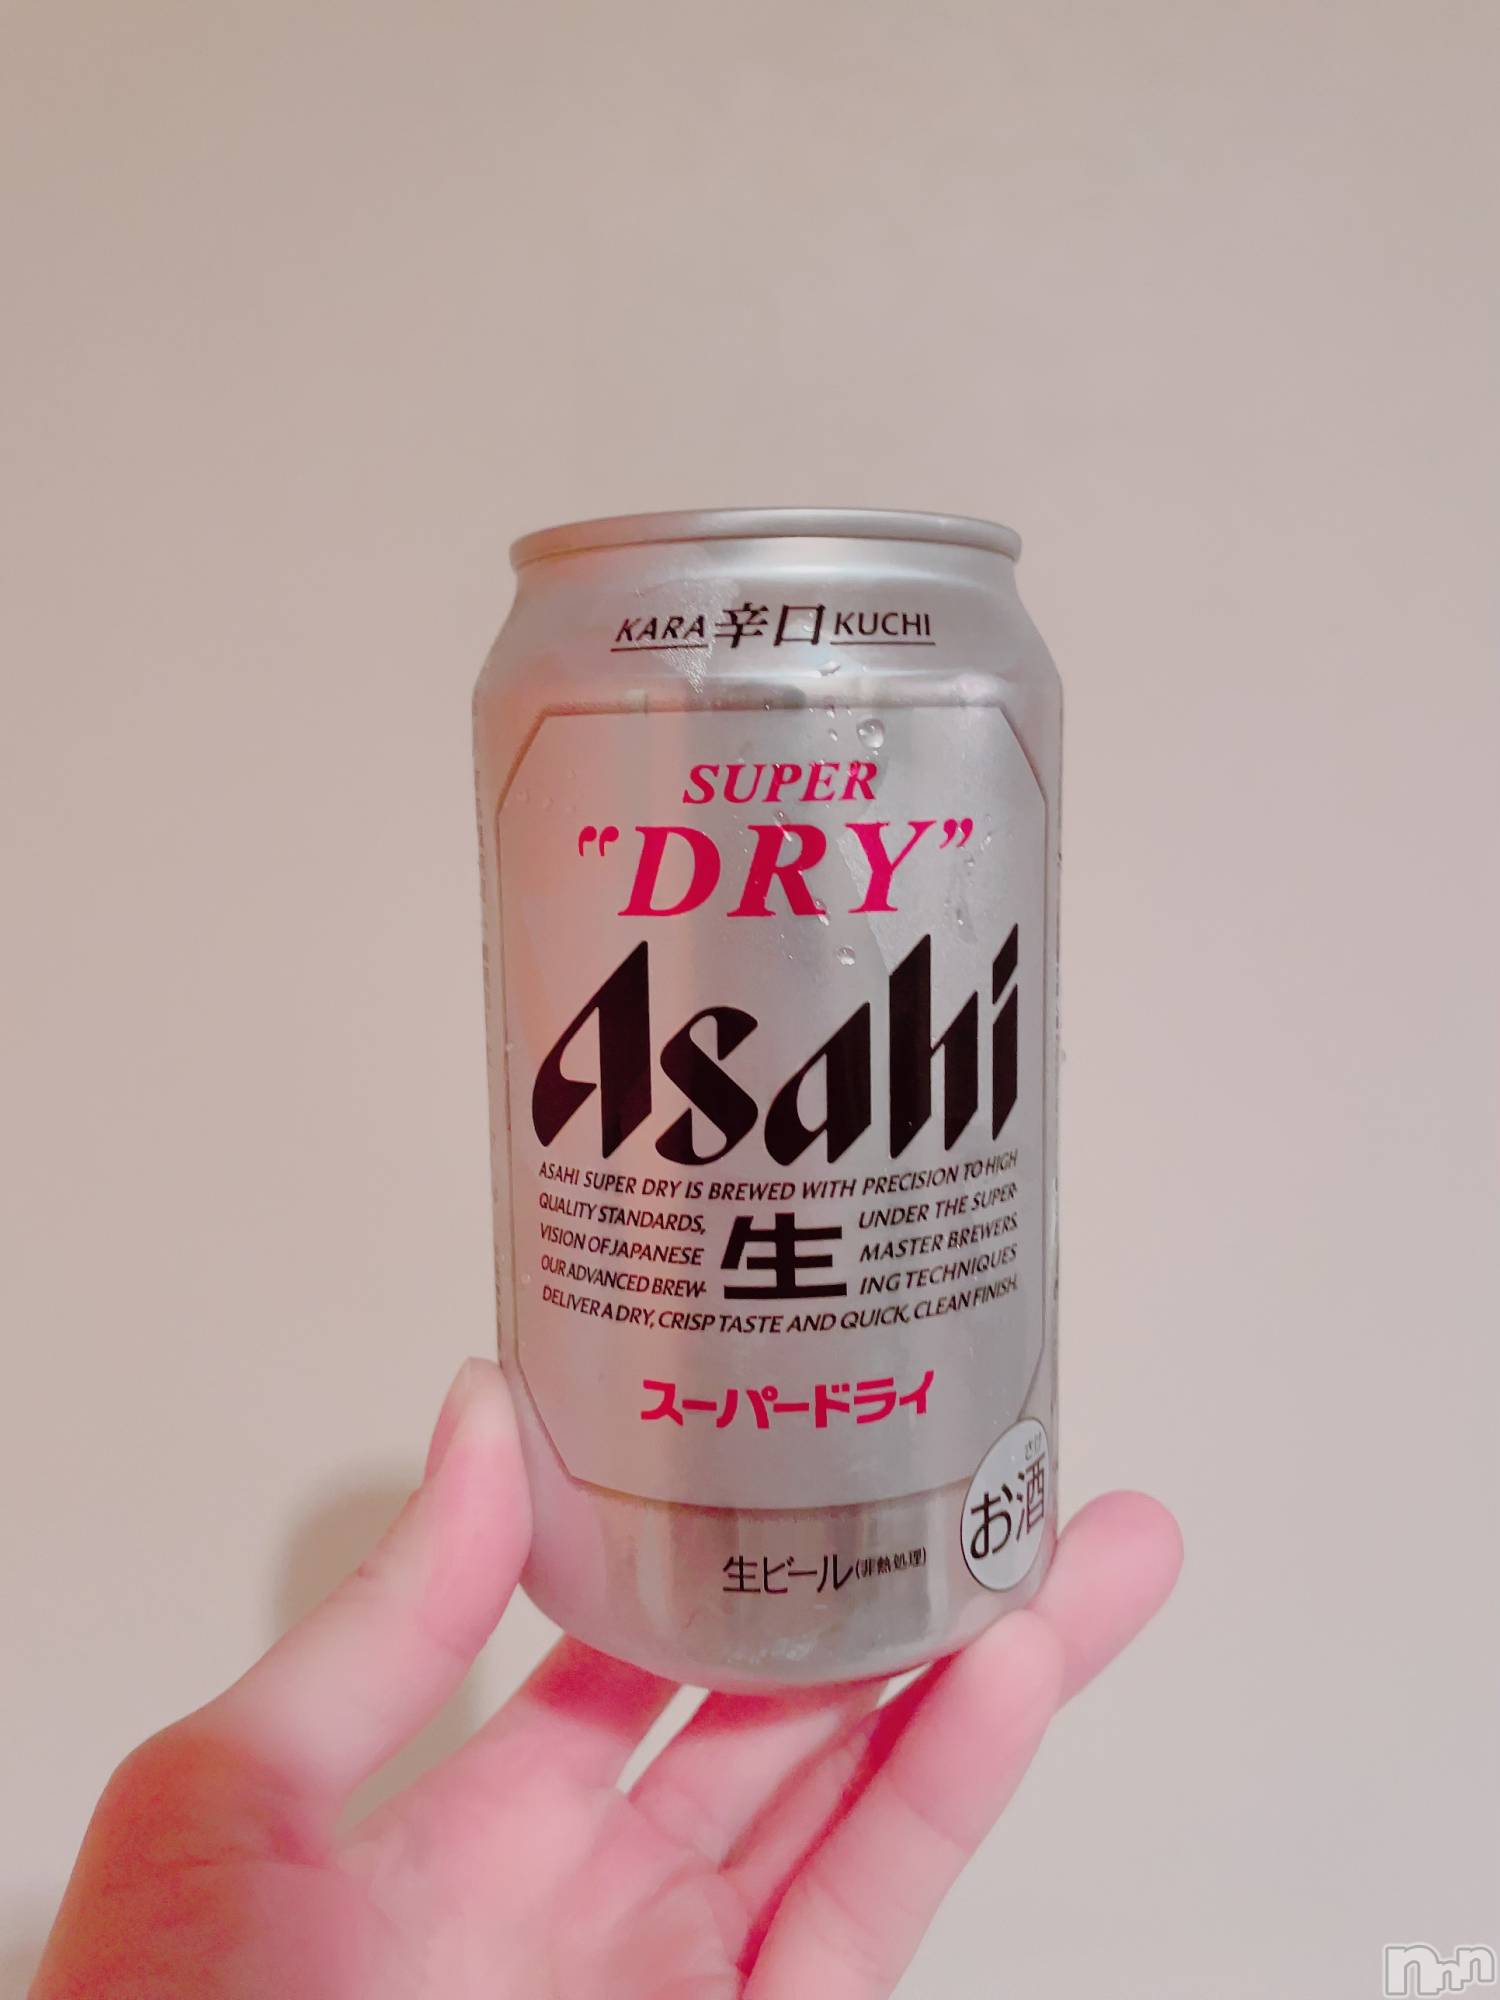 KARA 辛口 KUCHI
SUPER
"DRY"
Asahi
ASAHI SUPER DRY IS BREWED WITH PRECISION TO HIGH
QUALITY STANDARDS, UNDER THE SUPER-
VISION OF JAPANESE MASTER BREWERS.
生
OUR ADVANCED BREW- ING TECHNIQUES
DELIVER A DRY, CRISP TASTE AND QUICK, CLEAN FINISH.
スーパードライ
さけ
お酒
生ビール(非熱処理)
nnn